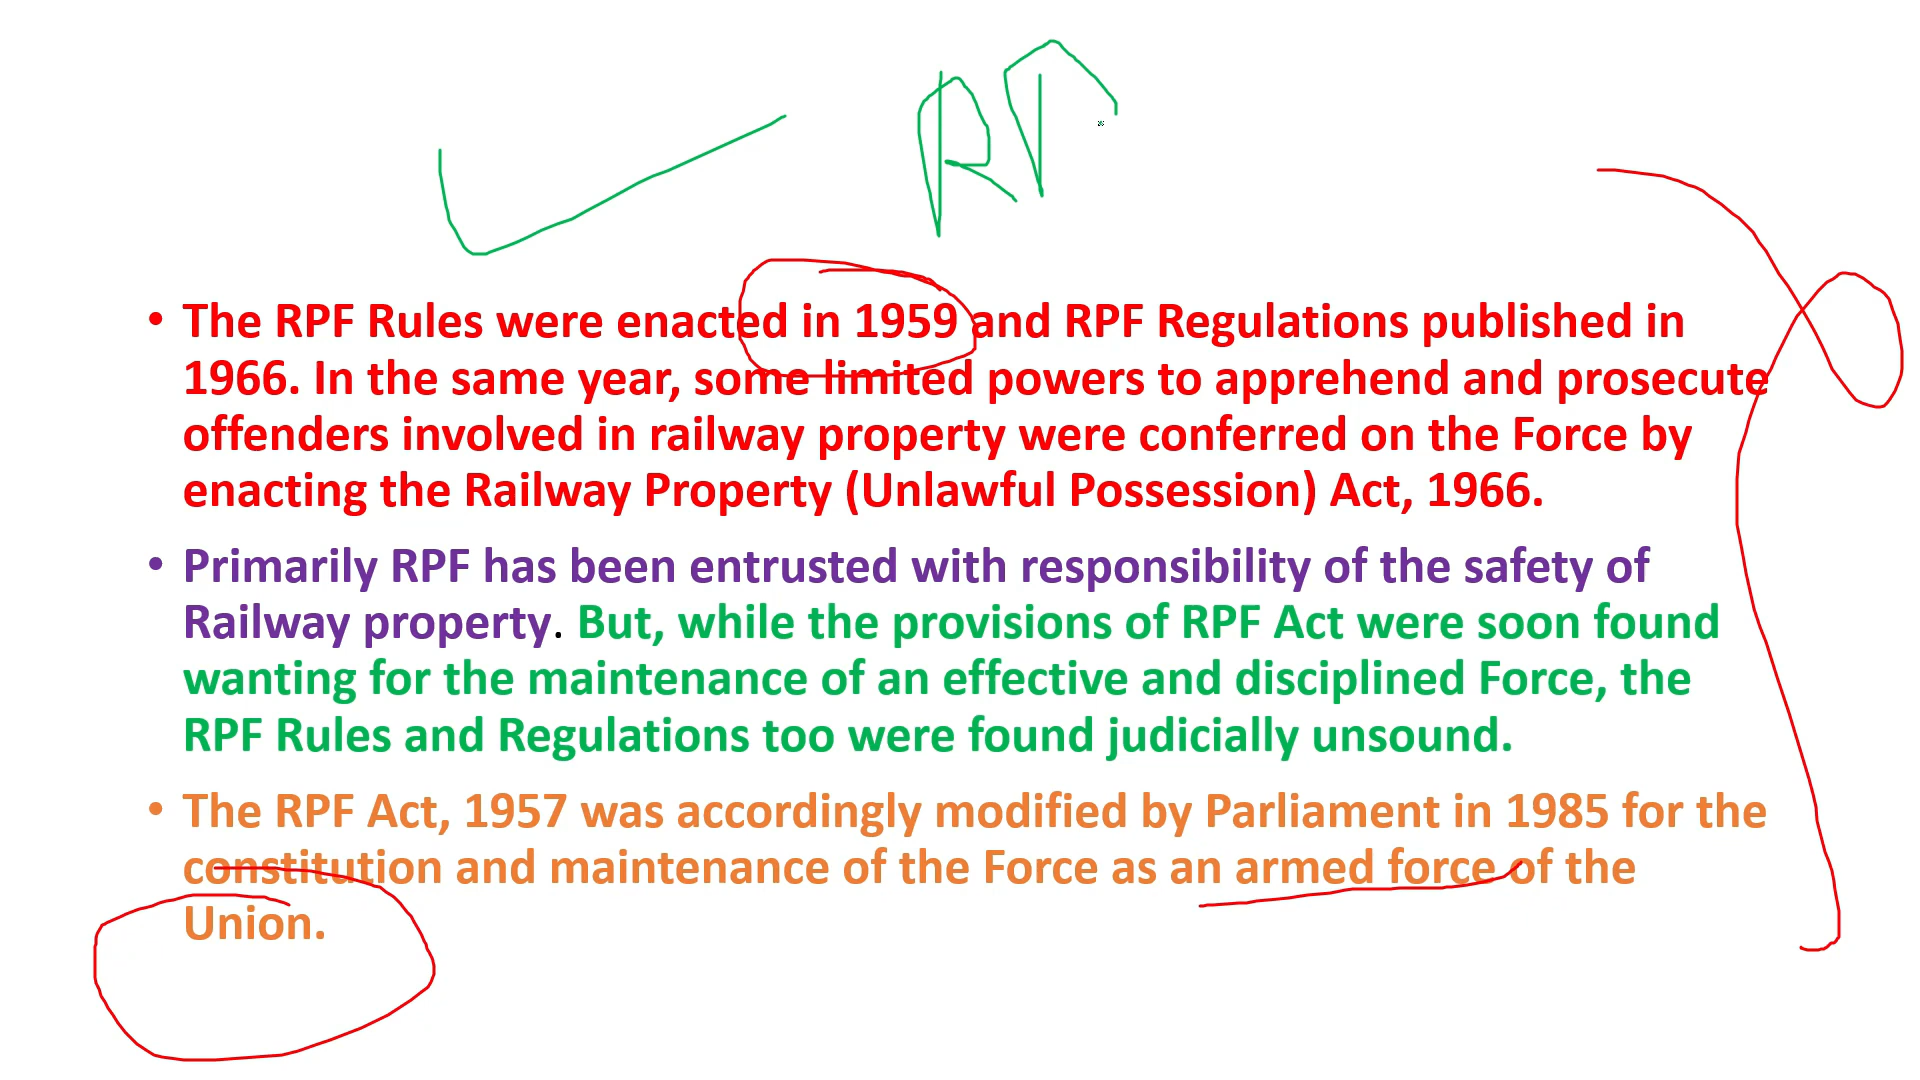 RP
• The RPF Rules were enacted in 1959 and RPF Regulations published in
1966. In the same year, some limited powers to apprehend and prosecute
offenders involved in railway property were conferred on the Force by
enacting the Railway Property (Unlawful Possession) Act, 1966.
• Primarily RPF has been entrusted with responsibility of the safety of
Railway property. But, while the provisions of RPF Act were soon found
wanting for the maintenance of an effective and disciplined Force, the
RPF Rules and Regulations too were found judicially unsound.
• The RPF Act, 1957 was accordingly modified by Parliament in 1985 for the
constitution and maintenance of the Force as an armed force of the
Union.